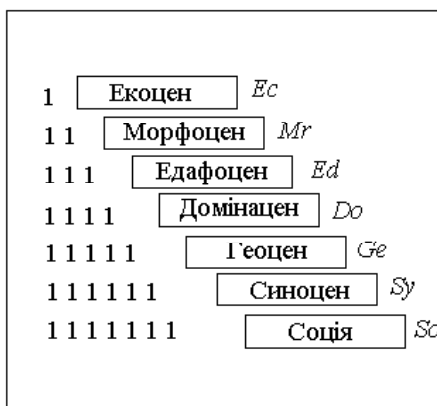 1 Екоцен Ec
1 1 Морфоцен Mr
1 1 1 Едафоцен Ed
1 1 1 1 Домінацен Do
1 1 1 1 1 Геоцен Ge
1 1 1 1 1 1 Синоцен Sy
1 1 1 1 1 1 1 Соція So